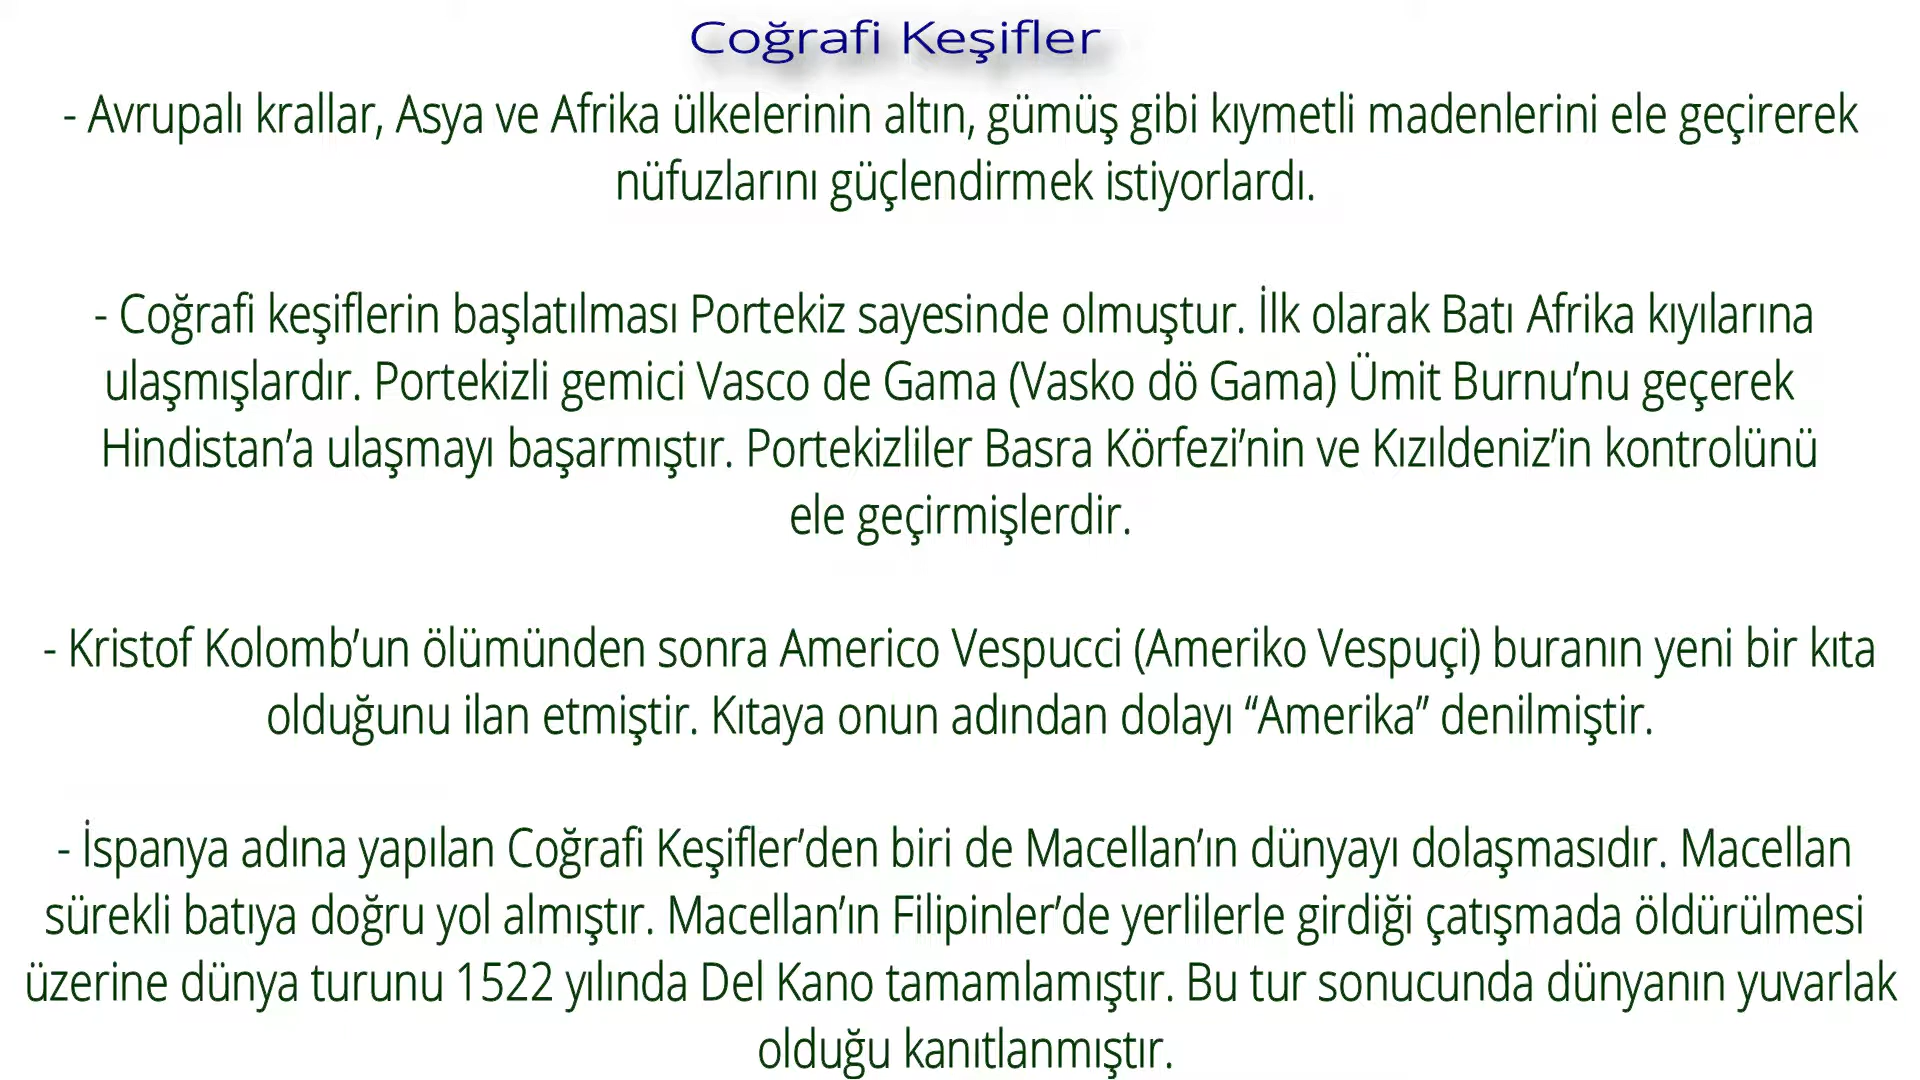 Coğrafi Keşifler
- Avrupalı krallar, Asya ve Afrika ülkelerinin altın, gümüş gibi kıymetli madenlerini ele geçirerek
nüfuzlarını güçlendirmek istiyorlardı.
- Coğrafi keşiflerin başlatılması Portekiz sayesinde olmuştur. İlk olarak Batı Afrika kıyılarına
ulaşmışlardır. Portekizli gemici Vasco de Gama (Vasko dö Gama) Ümit Burnu’nu geçerek
Hindistan’a ulaşmayı başarmıştır. Portekizliler Basra Körfezi’nin ve Kızıldeniz’in kontrolünü
ele geçirmişlerdir.
- Kristof Kolomb’un ölümünden sonra Americo Vespucci (Ameriko Vespuçi) buranın yeni bir kıta
olduğunu ilan etmiştir. Kıtaya onun adından dolayı “Amerika” denilmiştir.
- İspanya adına yapılan Coğrafi Keşifler’den biri de Macellan’ın dünyayı dolaşmasıdır. Macellan
sürekli batıya doğru yol almıştır. Macellan’ın Filipinler’de yerlilerle girdiği çatışmada öldürülmesi
üzerine dünya turunu 1522 yılında Del Kano tamamlamıştır. Bu tur sonucunda dünyanın yuvarlak
olduğu kanıtlanmıştır.